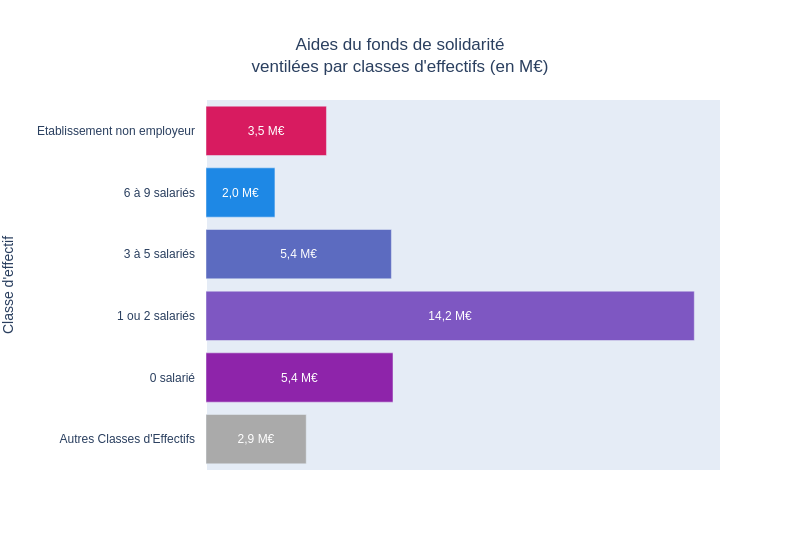 Aides du fonds de solidarité
ventilées par classes d'effectifs (en M€)
Classe d'effectif
Etablissement non employeur
3,5 M€
6 à 9 salariés
2,0 M€
3 à 5 salariés
5,4 M€
1 ou 2 salariés
14,2 M€
0 salarié
5,4 M€
Autres Classes d'Effectifs
2,9 M€